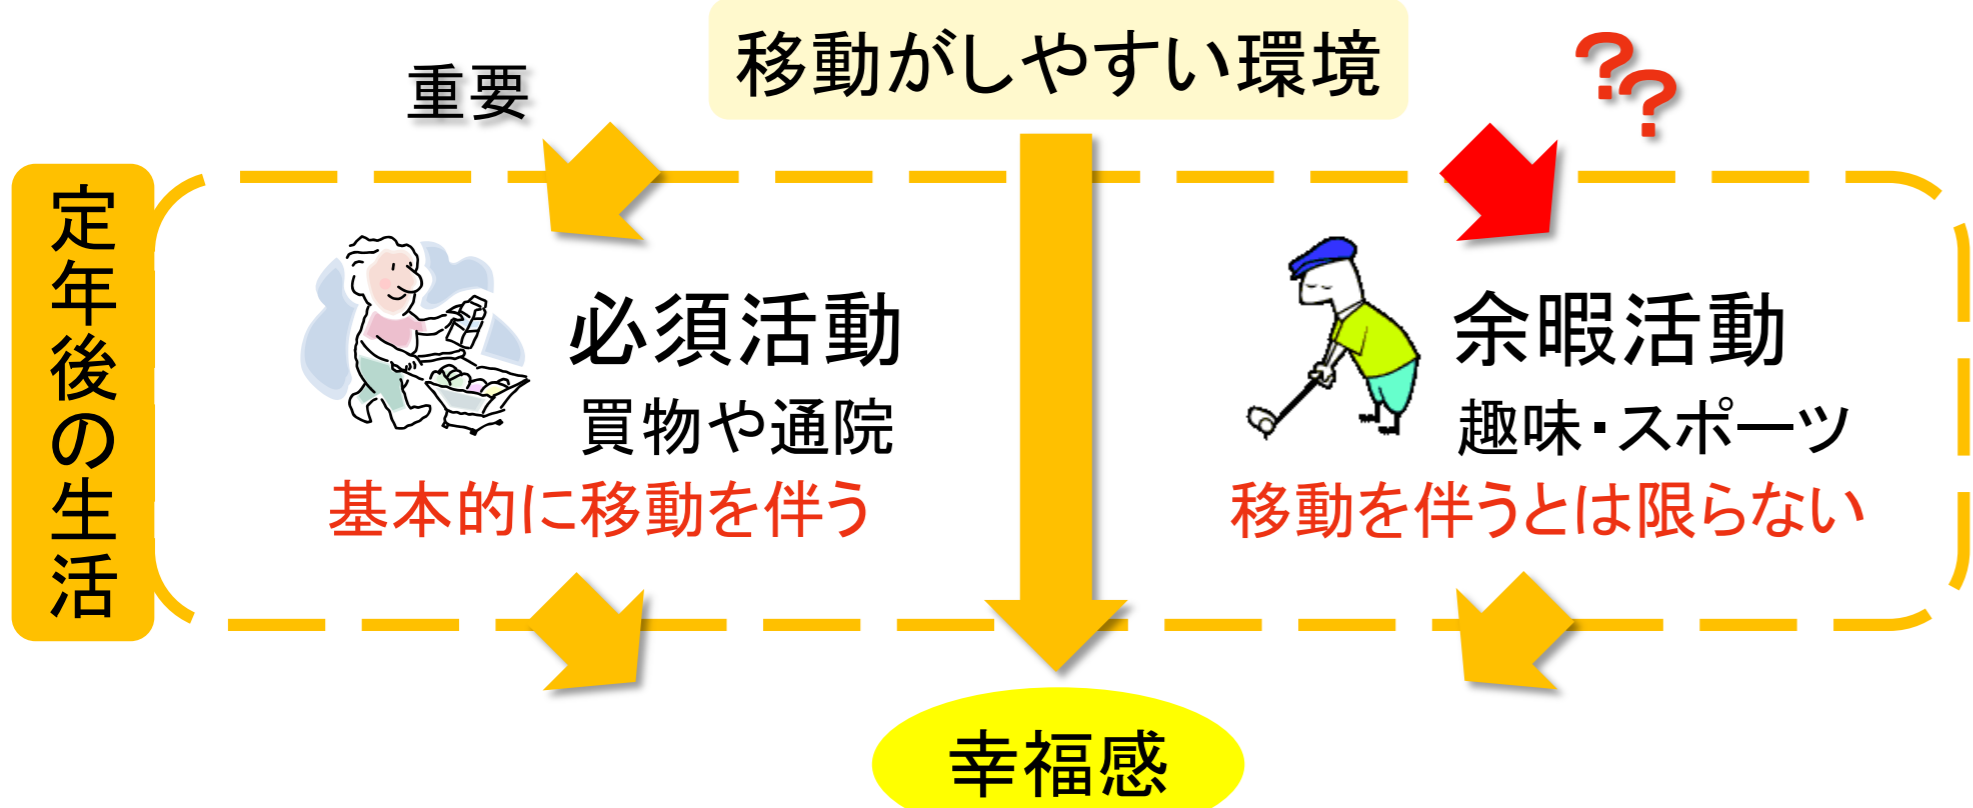 移動がしやすい環境
重要
??
定年後の生活
必須活動
買物や通院
基本的に移動を伴う
余暇活動
趣味・スポーツ
移動を伴うとは限らない
幸福感